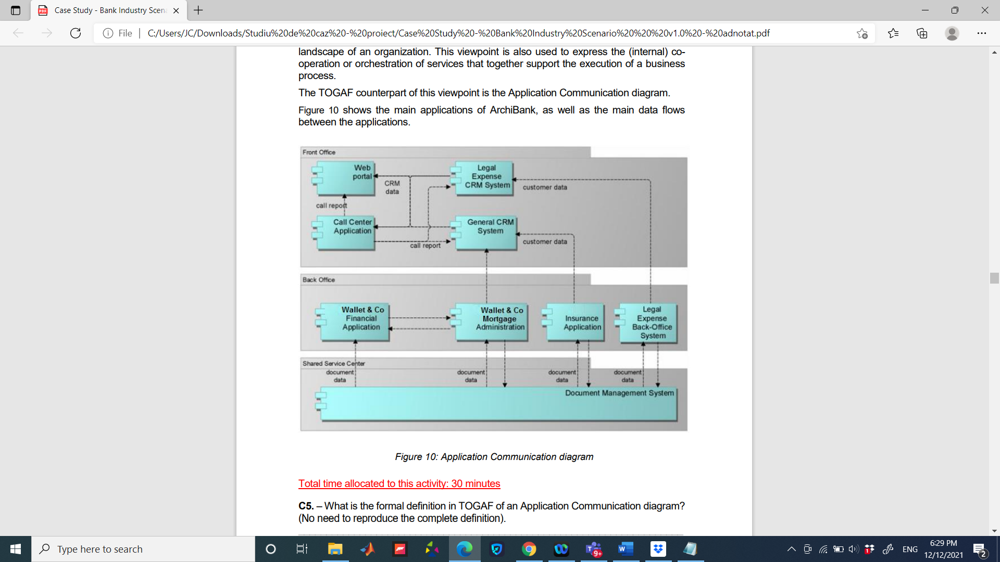 Case Study - Bank Industry Scen
File
C:/Users/JC/Downloads/Studiu%20de%20caz%20-%20proiect/Case%20Study%20-%20Bank%20Industry%20Scenario%20%20%20v1.0%20-%20adnotat.pdf
landscape of an organization. This viewpoint is also used to express the (internal) co-
operation or orchestration of services that together support the execution of a business
process.
The TOGAF counterpart of this viewpoint is the Application Communication diagram.
Figure 10 shows the main applications of ArchiBank, as well as the main data flows
between the applications.
Front Office
Web
portal
CRM
data
Legal
Expense
CRM System
customer data
call report
Call Center
Application
call report
General CRM
System
customer data
Back Office
Wallet & Co
Financial
Application
Wallet & Co
Mortgage
Administration
Insurance
Application
Legal
Expense
Back-Office
System
Shared Service Center
document
data
document
data
document
data
document
data
Document Management System
Figure 10: Application Communication diagram
Total time allocated to this activity: 30 minutes
C5. – What is the formal definition in TOGAF of an Application Communication diagram?
(No need to reproduce the complete definition).
Type here to search
9+
W
1
ENG
6:29 PM
12/12/2021
2